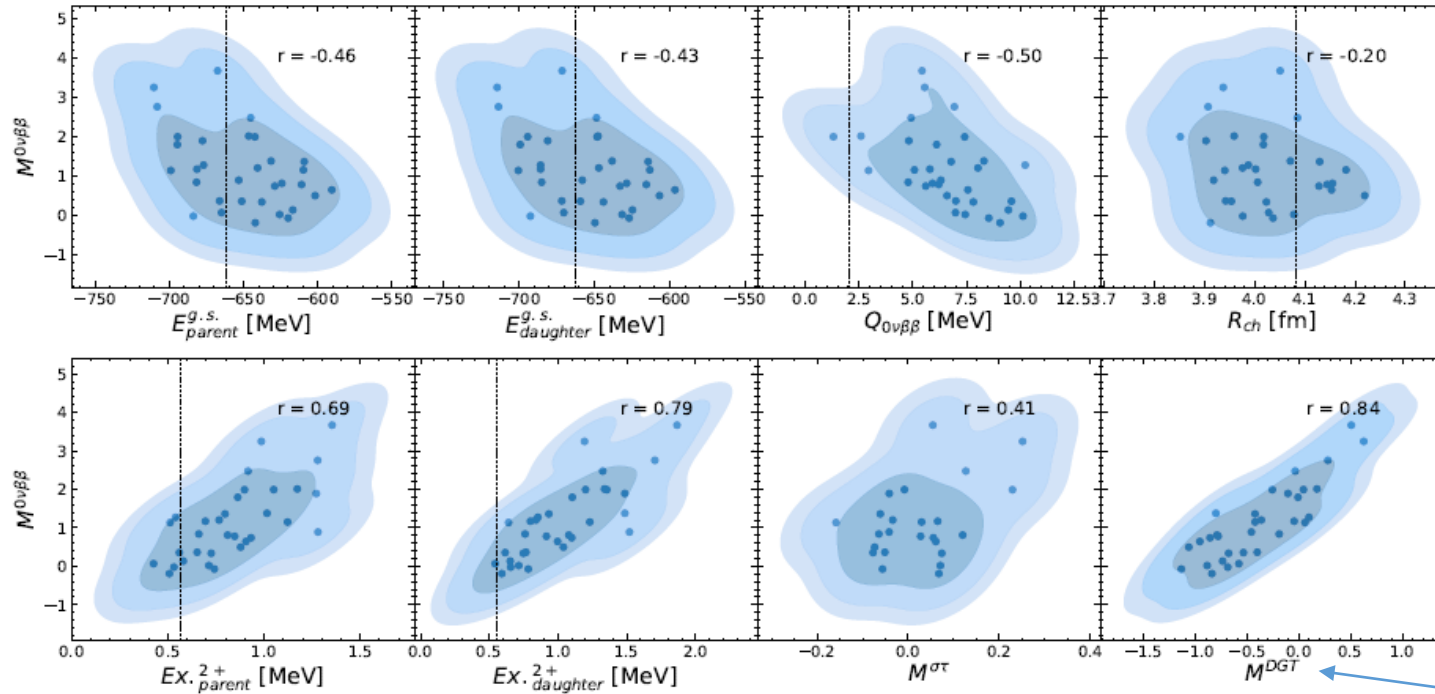 r = -0.46 r = -0.43 r = -0.50 r = -0.20
M^{0νββ}
5
4
3
2
1
0
−1
−750 −700 −650 −600 −550 −750 −700 −650 −600 −550 0.0 2.5 5.0 7.5 10.0 12.5 3.7 3.8 3.9 4.0 4.1 4.2 4.3
E^{g.s.}_{parent} [MeV] E^{g.s.}_{daughter} [MeV] Q_{0νββ} [MeV] R_{ch} [fm]
r = 0.69 r = 0.79 r = 0.41 r = 0.84
M^{0νββ}
5
4
3
2
1
0
−1
0.0 0.5 1.0 1.5 0.0 0.5 1.0 1.5 2.0 −0.2 0.0 0.2 0.4 −1.5 −1.0 −0.5 0.0 0.5 1.0
Ex.^{2+}_{parent} [MeV] Ex.^{2+}_{daughter} [MeV] M^{στ} M^{DGT}